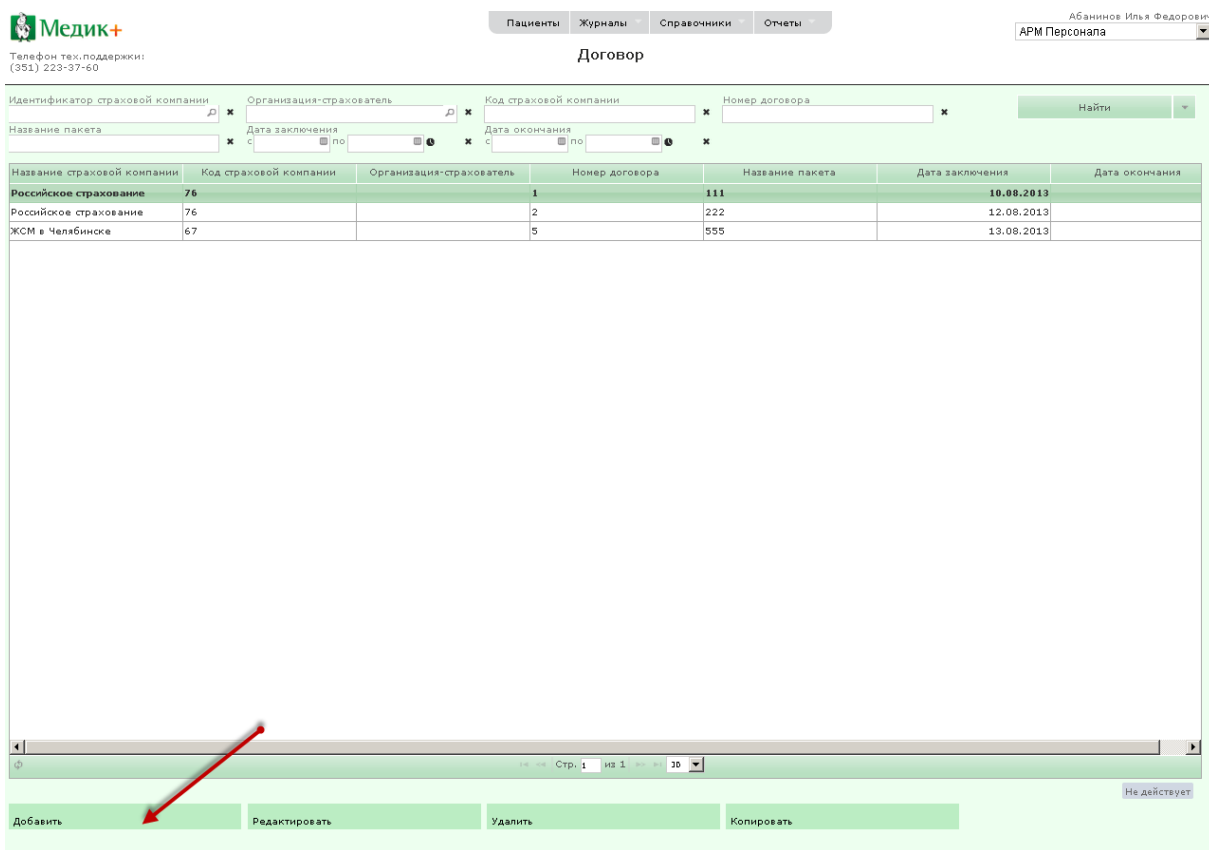 Медик+
Пациенты Журналы Справочники Отчеты
Абанинов Илья Федорович
АРМ Персонала
Телефон тех.поддержки:
(351) 223-37-60
Договор
Идентификатор страховой компании Организация-страхователь Код страховой компании Номер договора
Найти
Название пакета Дата заключения Дата окончания
с по с по
Название страховой компании Код страховой компании Организация-страхователь Номер договора Название пакета Дата заключения Дата окончания
Российское страхование 76 1 111 10.08.2013
Российское страхование 76 2 222 12.08.2013
ЖСМ в Челябинске 67 5 555 13.08.2013
Стр. 1 из 1 30
Не действует
Добавить Редактировать Удалить Копировать